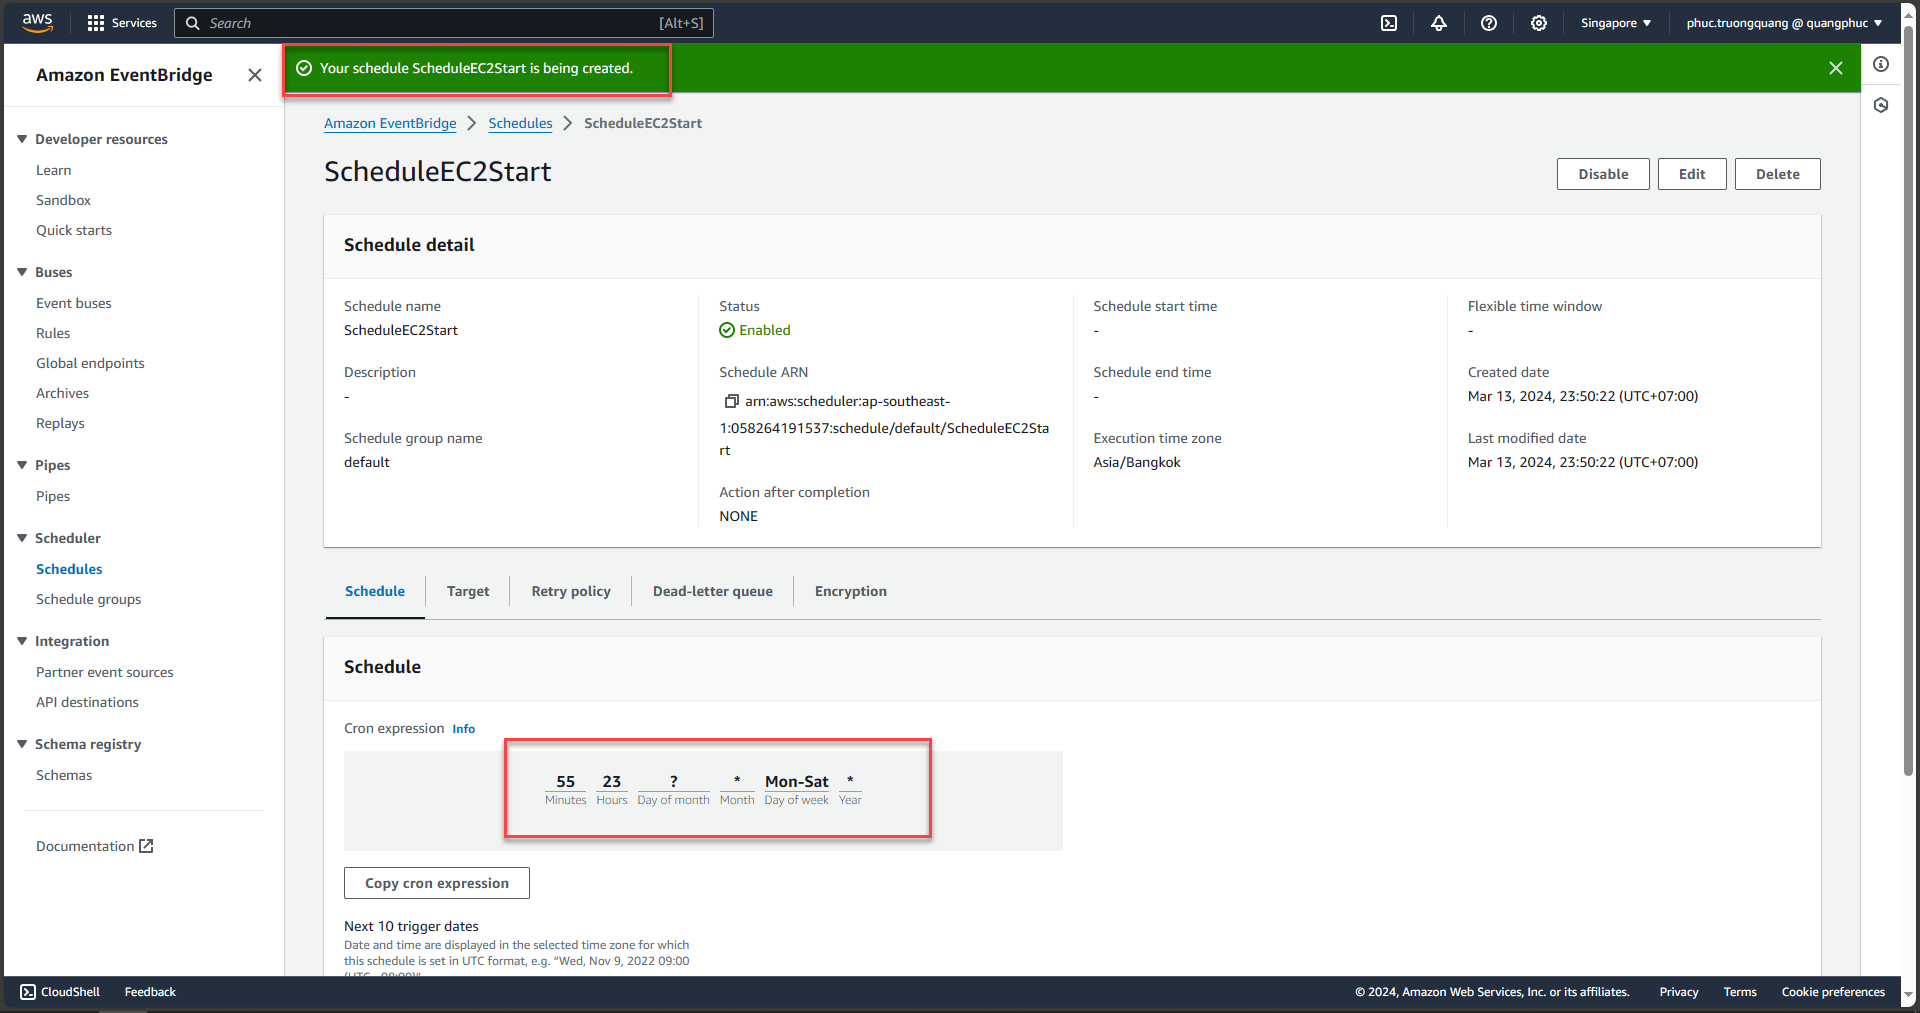 aws
Services
Search
[Alt+S]
Singapore
phuc.truongquang @ quangphuc
Amazon EventBridge
Your schedule ScheduleEC2Start is being created.
Developer resources
Learn
Sandbox
Quick starts
Buses
Event buses
Rules
Global endpoints
Archives
Replays
Pipes
Pipes
Scheduler
Schedules
Schedule groups
Integration
Partner event sources
API destinations
Schema registry
Schemas
Documentation
Amazon EventBridge
Schedules
ScheduleEC2Start
ScheduleEC2Start
Disable
Edit
Delete
Schedule detail
Schedule name
ScheduleEC2Start
Description
-
Schedule group name
default
Status
Enabled
Schedule ARN
arn:aws:scheduler:ap-southeast-
1:058264191537:schedule/default/ScheduleEC2Sta
rt
Action after completion
NONE
Schedule start time
-
Schedule end time
-
Execution time zone
Asia/Bangkok
Flexible time window
-
Created date
Mar 13, 2024, 23:50:22 (UTC+07:00)
Last modified date
Mar 13, 2024, 23:50:22 (UTC+07:00)
Schedule
Target
Retry policy
Dead-letter queue
Encryption
Schedule
Cron expression Info
55 23 ? * Mon-Sat *
Minutes Hours Day of month Month Day of week Year
Copy cron expression
Next 10 trigger dates
Date and time are displayed in the selected time zone for which
this schedule is set in UTC format, e.g. “Wed, Nov 9, 2022 09:00
CloudShell
Feedback
© 2024, Amazon Web Services, Inc. or its affiliates.
Privacy
Terms
Cookie preferences